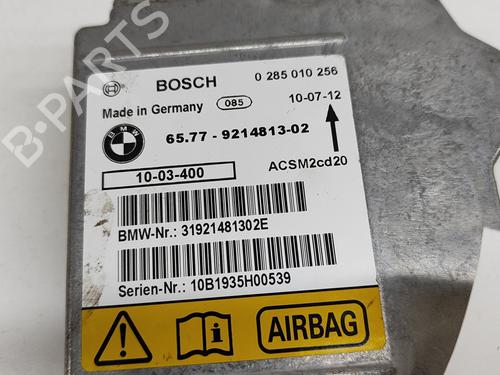 BOSCH 0 285 010 256
Made in Germany 085 10-07-12
BMW 65.77 - 9214813-02
10-03-400 ACSM2cd20
BMW-Nr.: 31921481302E
Serien-Nr.: 10B1935H00539
AIRBAG
B-PARTS